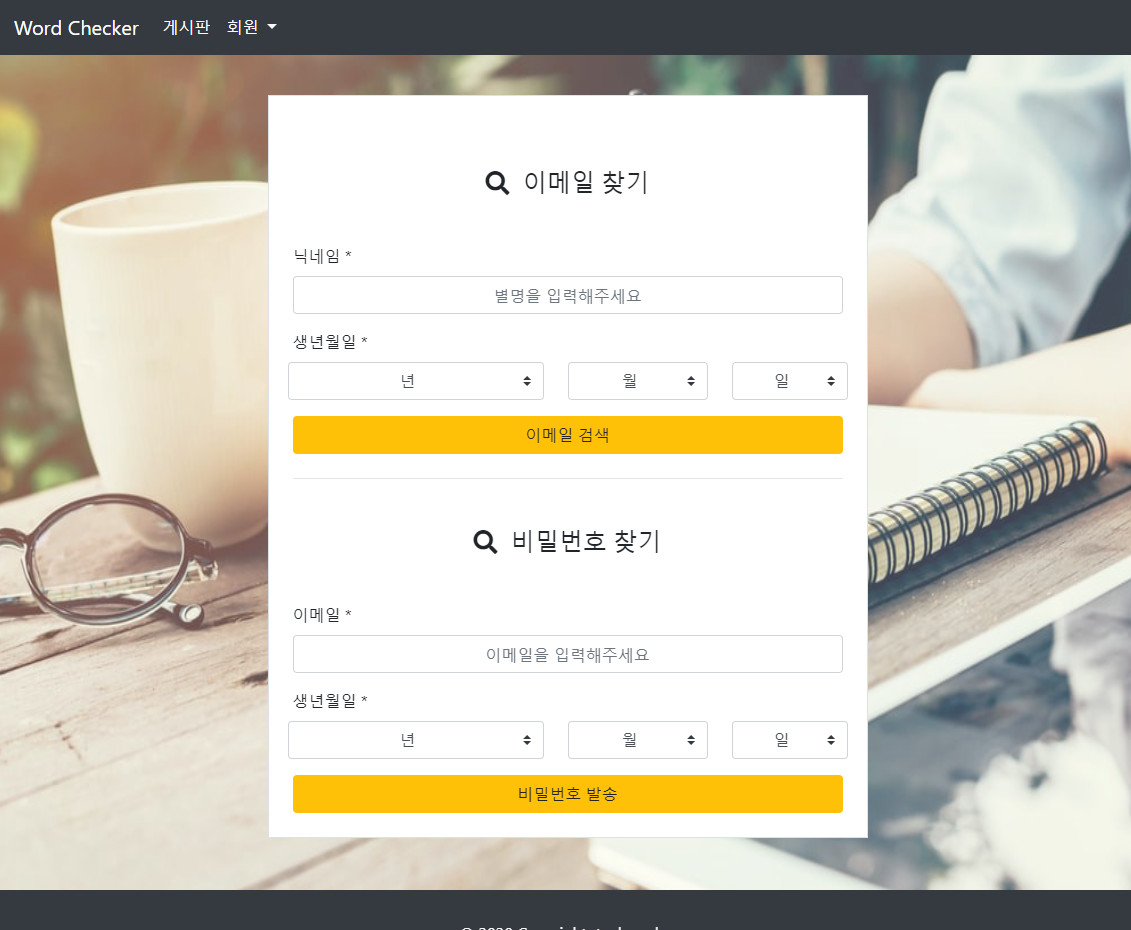 Word Checker 게시판 회원
이메일 찾기
닉네임 *
별명을 입력해주세요
생년월일 *
년 월 일
이메일 검색
비밀번호 찾기
이메일 *
이메일을 입력해주세요
생년월일 *
년 월 일
비밀번호 발송
© 2020 Copyright: